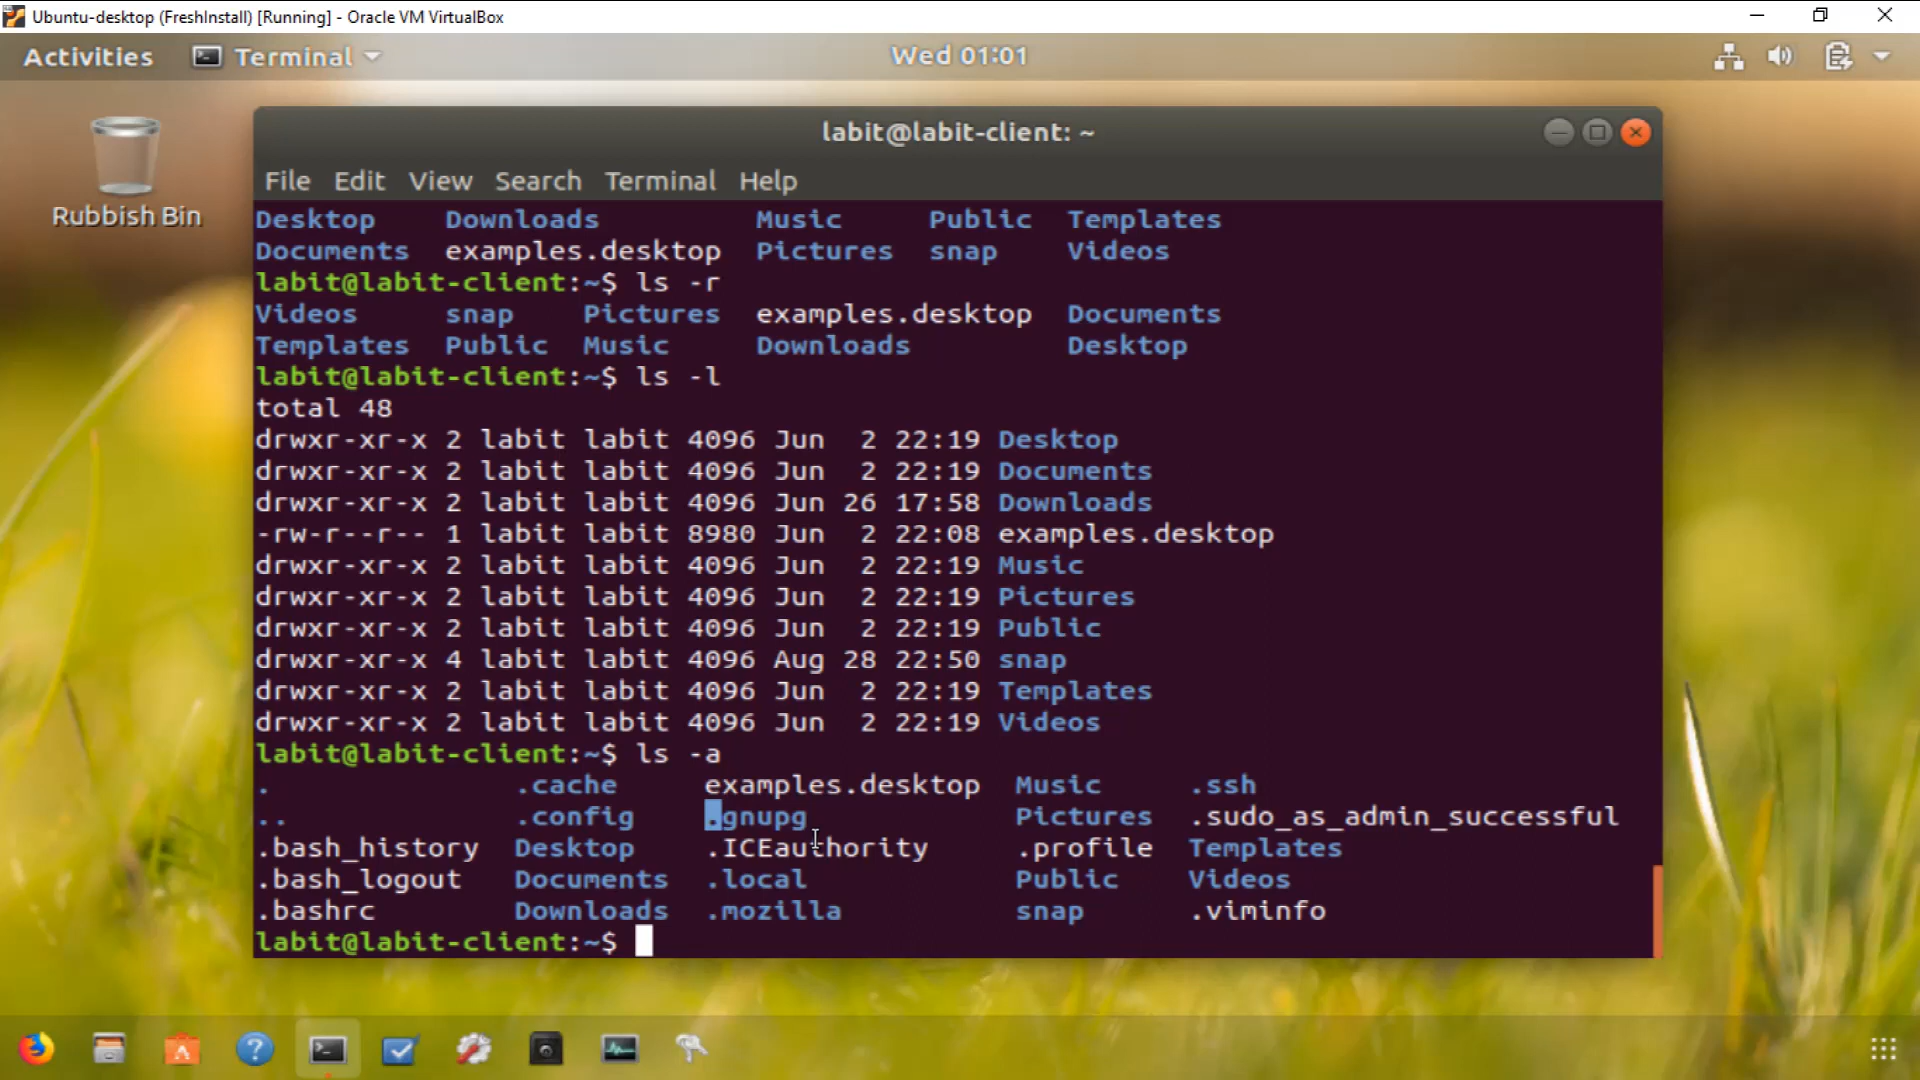 Ubuntu-desktop (FreshInstall) [Running] - Oracle VM VirtualBox
Activities Terminal Wed 01:01
Rubbish Bin
labit@labit-client: ~
File Edit View Search Terminal Help
Desktop Downloads Music Public Templates
Documents examples.desktop Pictures snap Videos
labit@labit-client:~$ ls -r
Videos snap Pictures examples.desktop Documents
Templates Public Music Downloads Desktop
labit@labit-client:~$ ls -l
total 48
drwxr-xr-x 2 labit labit 4096 Jun  2 22:19 Desktop
drwxr-xr-x 2 labit labit 4096 Jun  2 22:19 Documents
drwxr-xr-x 2 labit labit 4096 Jun 26 17:58 Downloads
-rw-r--r-- 1 labit labit 8980 Jun  2 22:08 examples.desktop
drwxr-xr-x 2 labit labit 4096 Jun  2 22:19 Music
drwxr-xr-x 2 labit labit 4096 Jun  2 22:19 Pictures
drwxr-xr-x 2 labit labit 4096 Jun  2 22:19 Public
drwxr-xr-x 4 labit labit 4096 Aug 28 22:50 snap
drwxr-xr-x 2 labit labit 4096 Jun  2 22:19 Templates
drwxr-xr-x 2 labit labit 4096 Jun  2 22:19 Videos
labit@labit-client:~$ ls -a
. .cache examples.desktop Music .ssh
.. .config .gnupg Pictures .sudo_as_admin_successful
.bash_history Desktop .ICEauthority .profile Templates
.bash_logout Documents .local Public Videos
.bashrc Downloads .mozilla snap .viminfo
labit@labit-client:~$